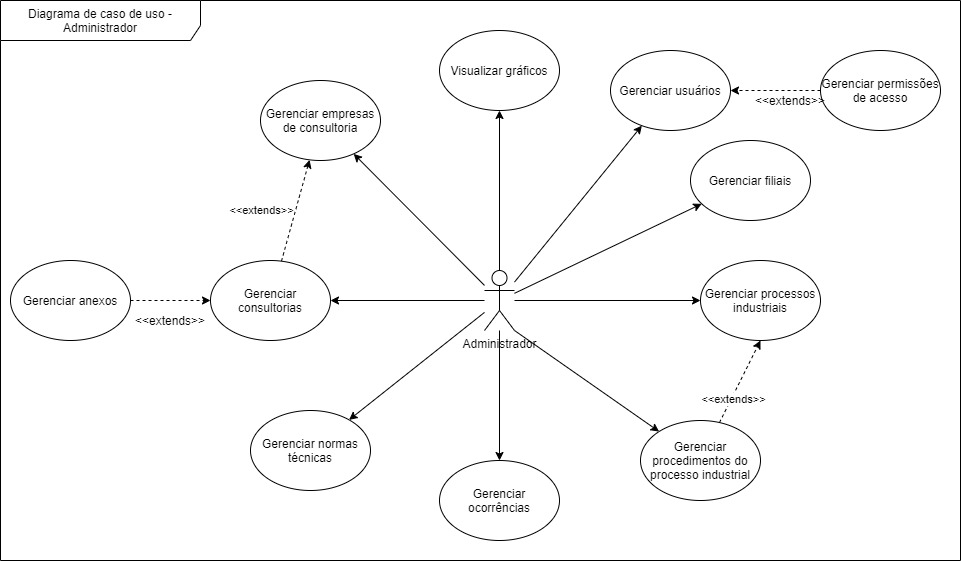 Diagrama de caso de uso -
Administrador
Visualizar gráficos
Gerenciar usuários
<<extends>>
Gerenciar permissões
de acesso
Gerenciar empresas
de consultoria
Gerenciar filiais
<<extends>>
Gerenciar anexos
<<extends>>
Gerenciar
consultorias
Gerenciar processos
industriais
Administrador
<<extends>>
Gerenciar normas
técnicas
Gerenciar
procedimentos do
processo industrial
Gerenciar
ocorrências